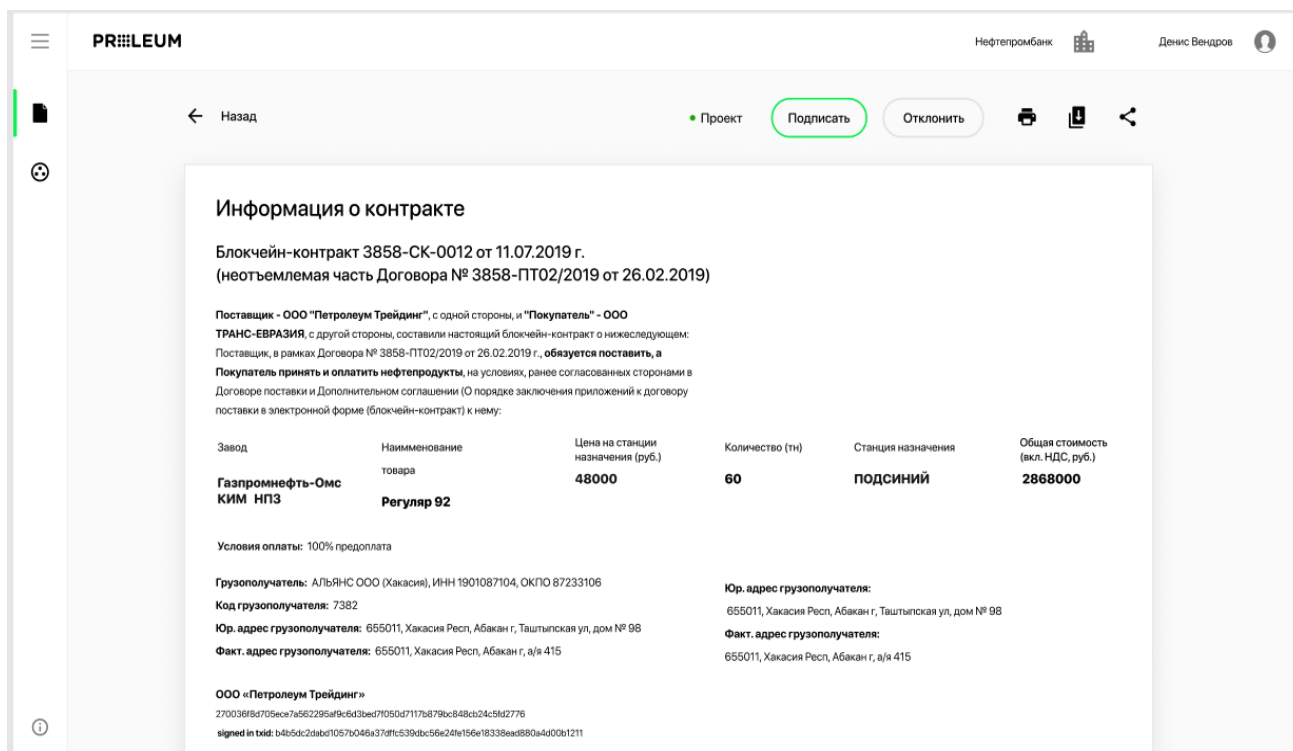 PROLEUM
Нефтепромбанк
Денис Вендров
Назад
Проект
Подписать
Отклонить
Информация о контракте
Блокчейн-контракт 3858-СК-0012 от 11.07.2019 г.
(неотъемлемая часть Договора № 3858-ПТ02/2019 от 26.02.2019)
Поставщик - ООО "Петролеум Трейдинг", с одной стороны, и "Покупатель" - ООО
ТРАНС-ЕВРАЗИЯ, с другой стороны, составили настоящий блокчейн-контракт о нижеследующем:
Поставщик, в рамках Договора № 3858-ПТ02/2019 от 26.02.2019 г., обязуется поставить, а
Покупатель принять и оплатить нефтепродукты, на условиях, ранее согласованных сторонами в
Договоре поставки и Дополнительном соглашении (О порядке заключения приложений к договору
поставки в электронной форме (блокчейн-контракт) к нему:
Завод
Газпромнефть-Омс
КИМ НПЗ
Наимменование
товара
Регуляр 92
Цена на станции
назначения (руб.)
48000
Количество (тн)
60
Станция назначения
ПОДСИНИЙ
Общая стоимость
(вкл. НДС, руб.)
2868000
Условия оплаты: 100% предоплата
Грузополучатель: АЛЬЯНС ООО (Хакасия), ИНН 1901087104, ОКПО 87233106
Код грузополучателя: 7382
Юр. адрес грузополучателя: 655011, Хакасия Респ, Абакан г, Таштыпская ул, дом № 98
Факт. адрес грузополучателя: 655011, Хакасия Респ, Абакан г, а/я 415
Юр. адрес грузополучателя:
655011, Хакасия Респ, Абакан г, Таштыпская ул, дом № 98
Факт. адрес грузополучателя:
655011, Хакасия Респ, Абакан г, а/я 415
ООО «Петролеум Трейдинг»
270036f8d705ece7a562295af9c6d3bed7f050d7117b879bc848cb24c5fd2776
signed in txid: b4b5dc2dabd1057b046a37dffc539dbc56e24fe156e18338ead880a4d00b1211